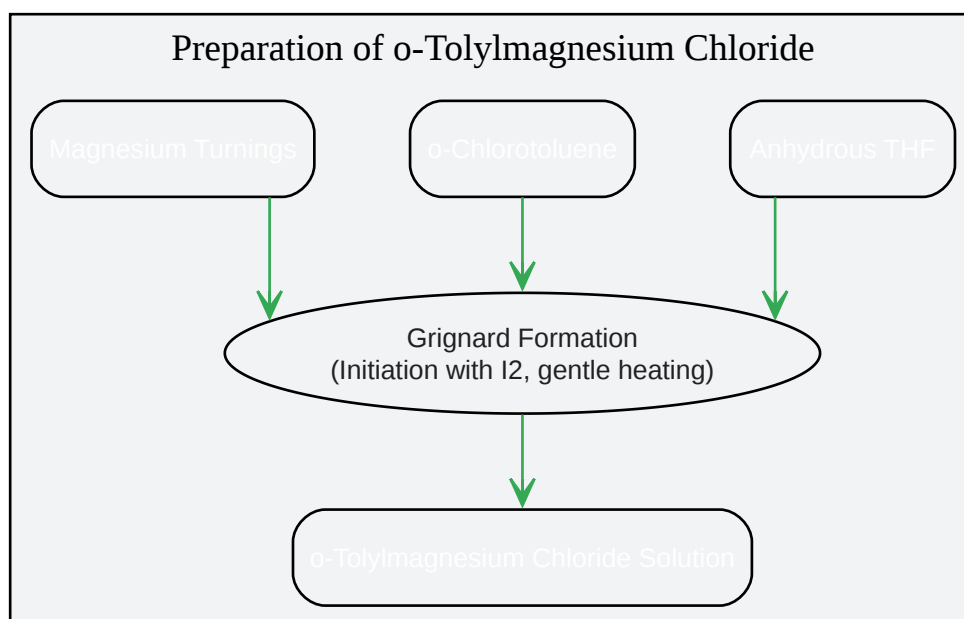 Preparation of o-Tolylmagnesium Chloride
Magnesium Turnings
o-Chlorotoluene
Anhydrous THF
Grignard Formation
(Initiation with I2, gentle heating)
o-Tolylmagnesium Chloride Solution